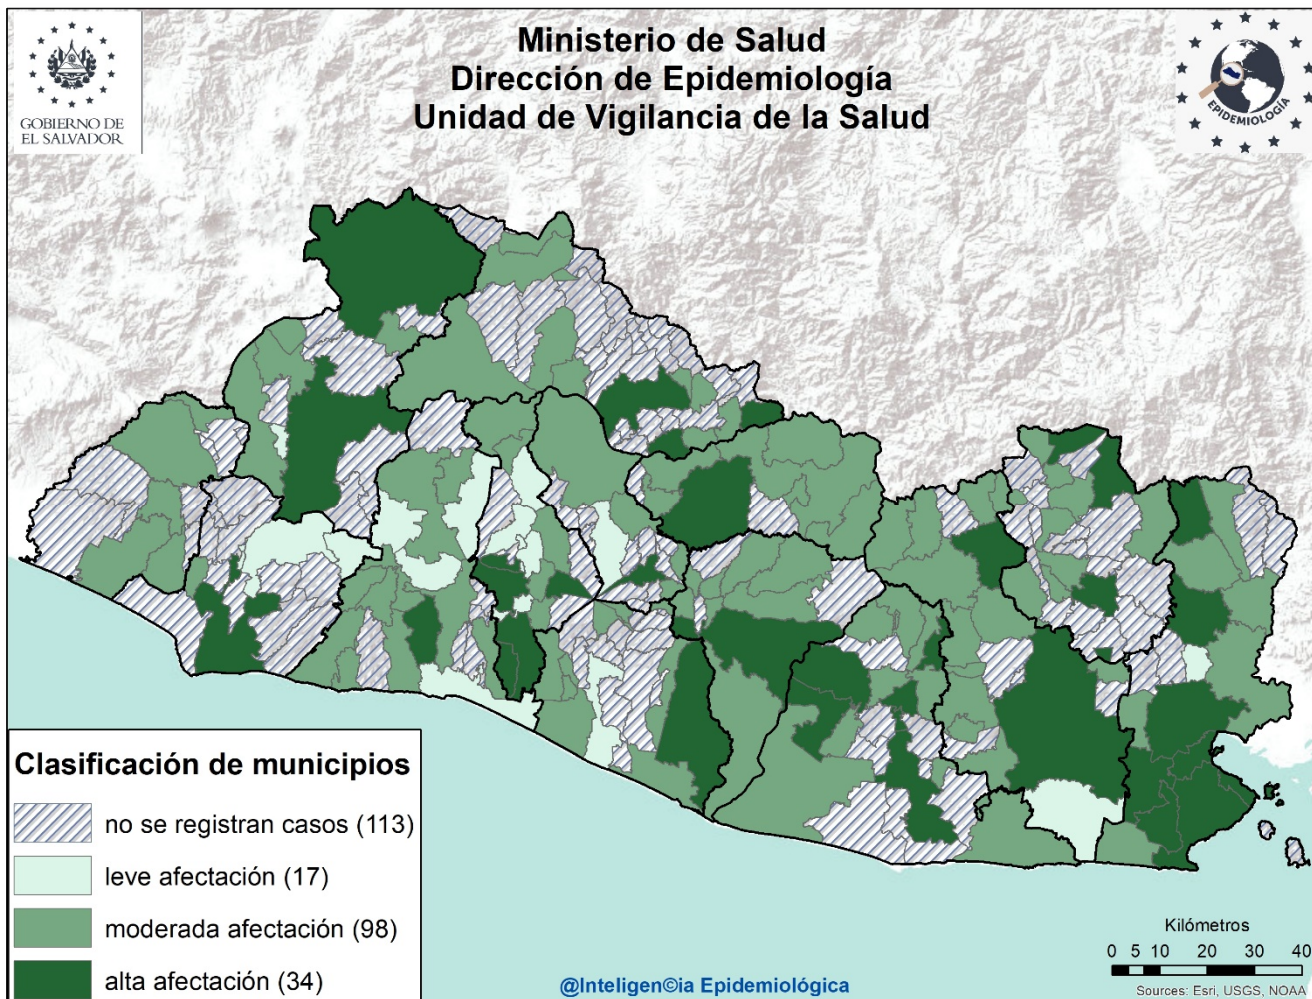 Ministerio de Salud
Dirección de Epidemiología
Unidad de Vigilancia de la Salud
GOBIERNO DE
EL SALVADOR
EPIDEMIOLOGÍA
Clasificación de municipios
no se registran casos (113)
leve afectación (17)
moderada afectación (98)
alta afectación (34)
@Inteligen©ia Epidemiológica
Kilómetros
0 5 10 20 30 40
Sources: Esri, USGS, NOAA